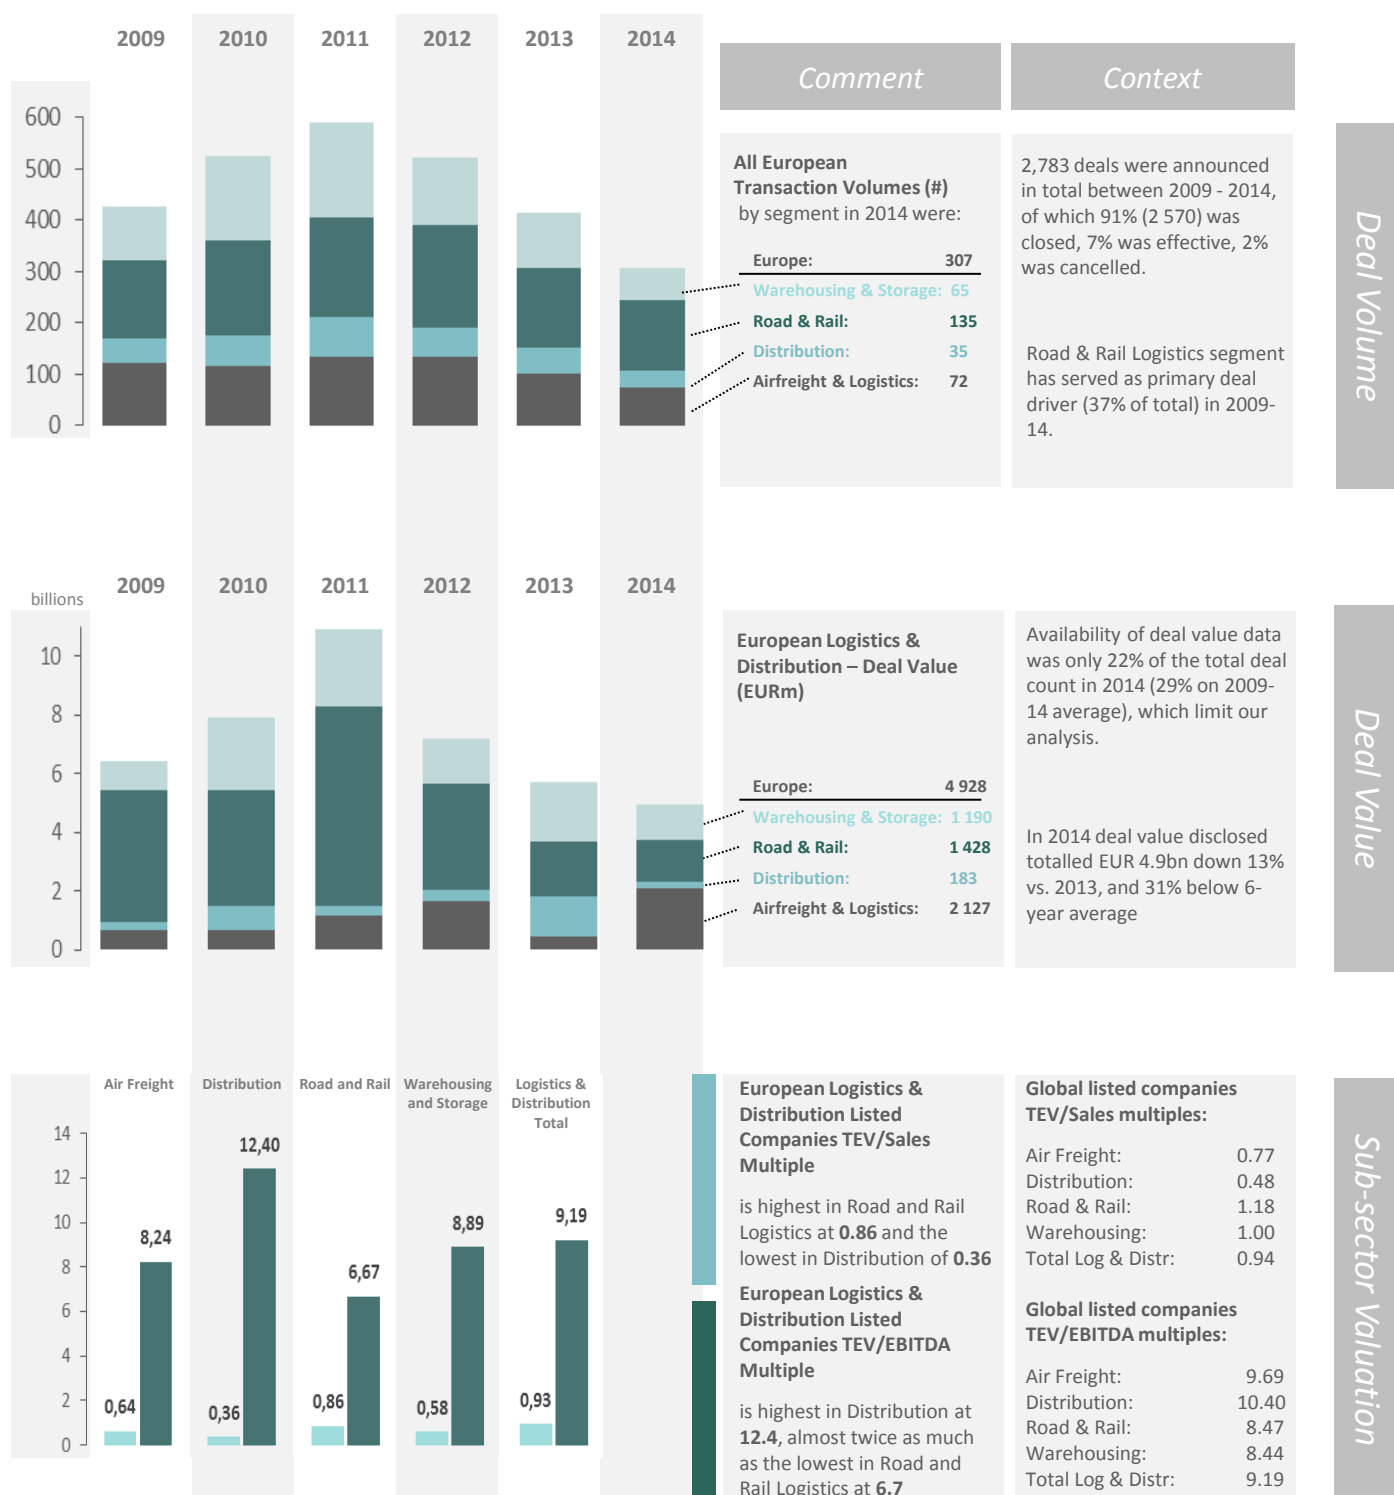 2009 2010 2011 2012 2013 2014
Comment
Context
600
500
400
300
200
100
0
All European
Transaction Volumes (#)
by segment in 2014 were:
Europe: 307
Warehousing & Storage: 65
Road & Rail: 135
Distribution: 35
Airfreight & Logistics: 72
2,783 deals were announced
in total between 2009 - 2014,
of which 91% (2 570) was
closed, 7% was effective, 2%
was cancelled.
Road & Rail Logistics segment
has served as primary deal
driver (37% of total) in 2009-
14.
Deal Volume
billions
2009 2010 2011 2012 2013 2014
10
8
6
4
2
0
European Logistics &
Distribution – Deal Value
(EURm)
Europe: 4 928
Warehousing & Storage: 1 190
Road & Rail: 1 428
Distribution: 183
Airfreight & Logistics: 2 127
Availability of deal value data
was only 22% of the total deal
count in 2014 (29% on 2009-
14 average), which limit our
analysis.
In 2014 deal value disclosed
totalled EUR 4.9bn down 13%
vs. 2013, and 31% below 6-
year average
Deal Value
Air Freight
Distribution
Road and Rail
Warehousing
and Storage
Logistics &
Distribution
Total
14
12
10
8
6
4
2
0
0,64
8,24
0,36
12,40
0,86
6,67
0,58
8,89
0,93
9,19
European Logistics &
Distribution Listed
Companies TEV/Sales
Multiple
is highest in Road and Rail
Logistics at 0.86 and the
lowest in Distribution of 0.36
European Logistics &
Distribution Listed
Companies TEV/EBITDA
Multiple
is highest in Distribution at
12.4, almost twice as much
as the lowest in Road and
Rail Logistics at 6.7
Global listed companies
TEV/Sales multiples:
Air Freight: 0.77
Distribution: 0.48
Road & Rail: 1.18
Warehousing: 1.00
Total Log & Distr: 0.94
Global listed companies
TEV/EBITDA multiples:
Air Freight: 9.69
Distribution: 10.40
Road & Rail: 8.47
Warehousing: 8.44
Total Log & Distr: 9.19
Sub-sector Valuation